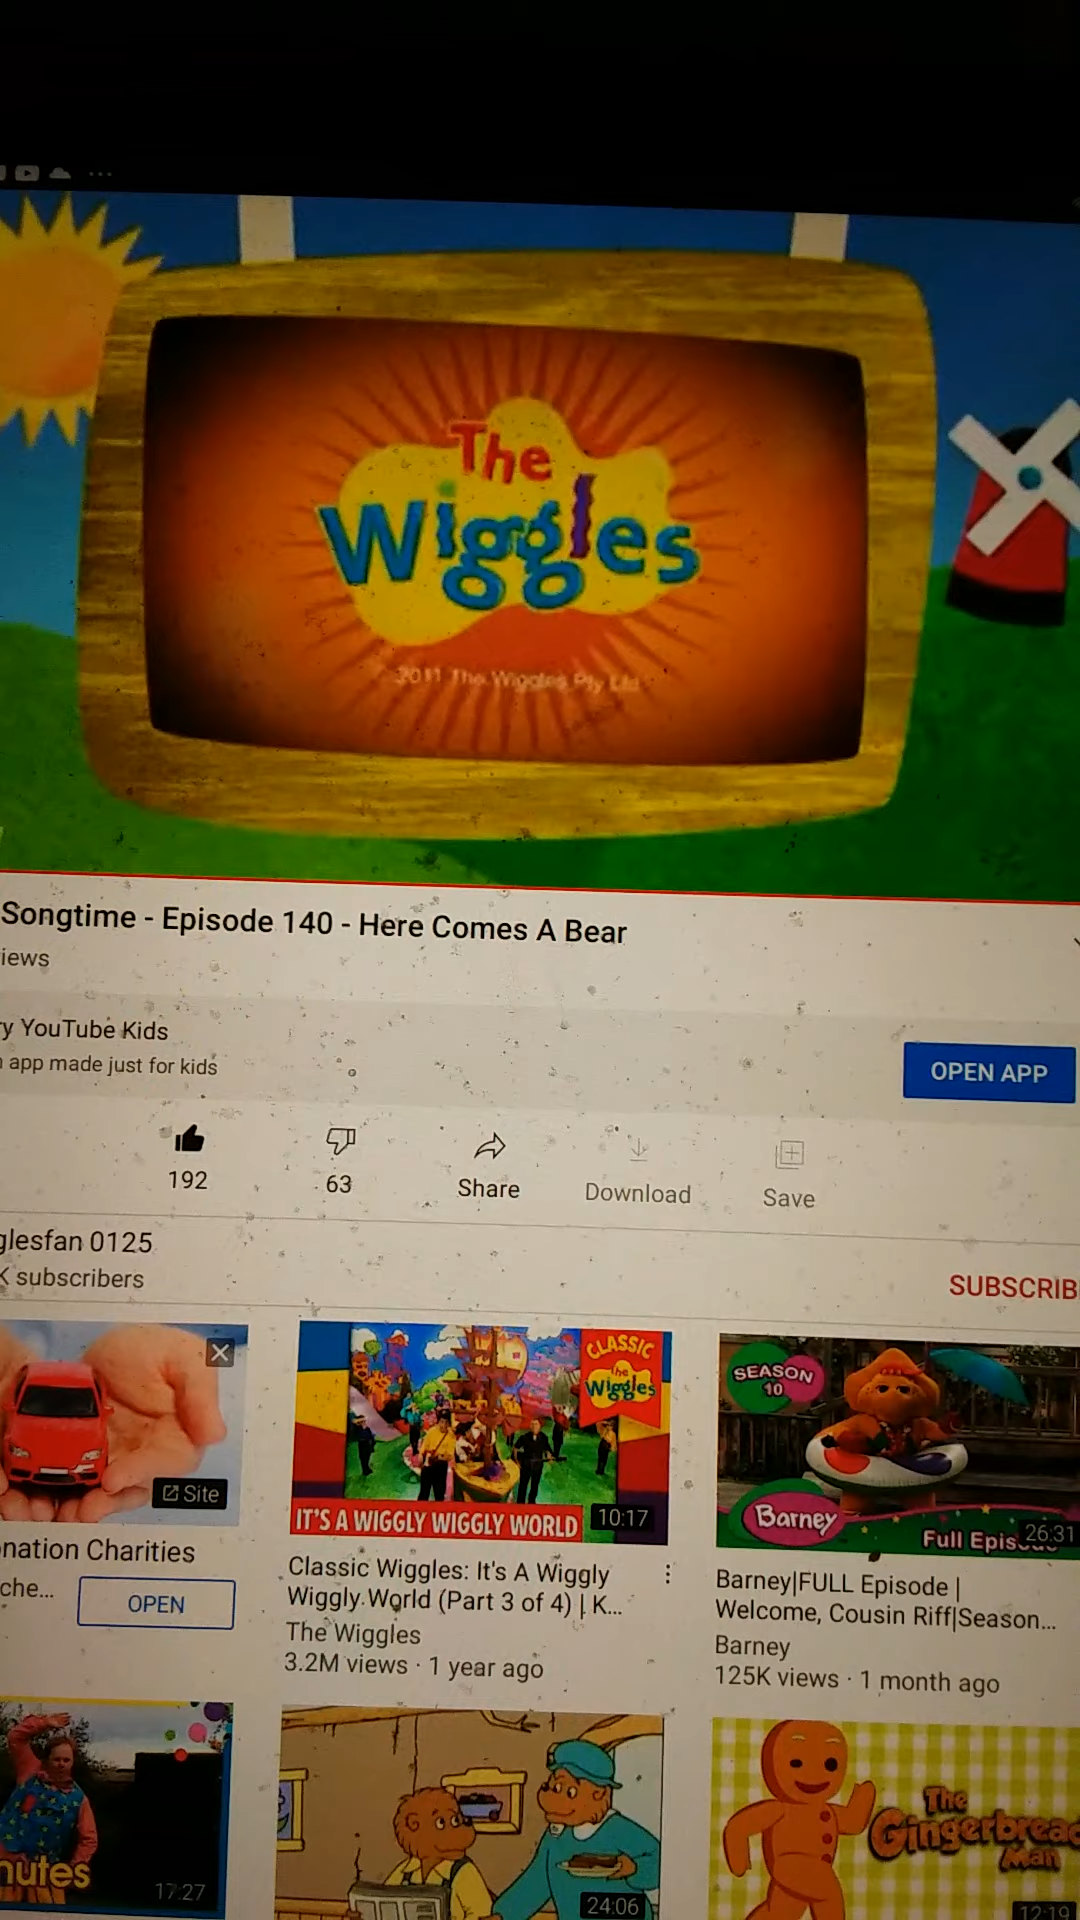 The
Wiggles
2011 The Wiggles Pty Ltd
Songtime - Episode 140 - Here Comes A Bear
iews
y YouTube Kids
app made just for kids
OPEN APP
192
63
Share
Download
Save
glesfan 0125
K subscribers
SUBSCRIB
Site
nation Charities
che...
OPEN
CLASSIC
the
Wiggles
IT'S A WIGGLY WIGGLY WORLD
10:17
Classic Wiggles: It's A Wiggly
Wiggly World (Part 3 of 4) | K...
The Wiggles
3.2M views · 1 year ago
SEASON
10
Barney
Full Episode
26:31
Barney|FULL Episode |
Welcome, Cousin Riff|Season...
Barney
125K views · 1 month ago
nutes
17:27
24:06
The
Gingerbread
Man
12:19